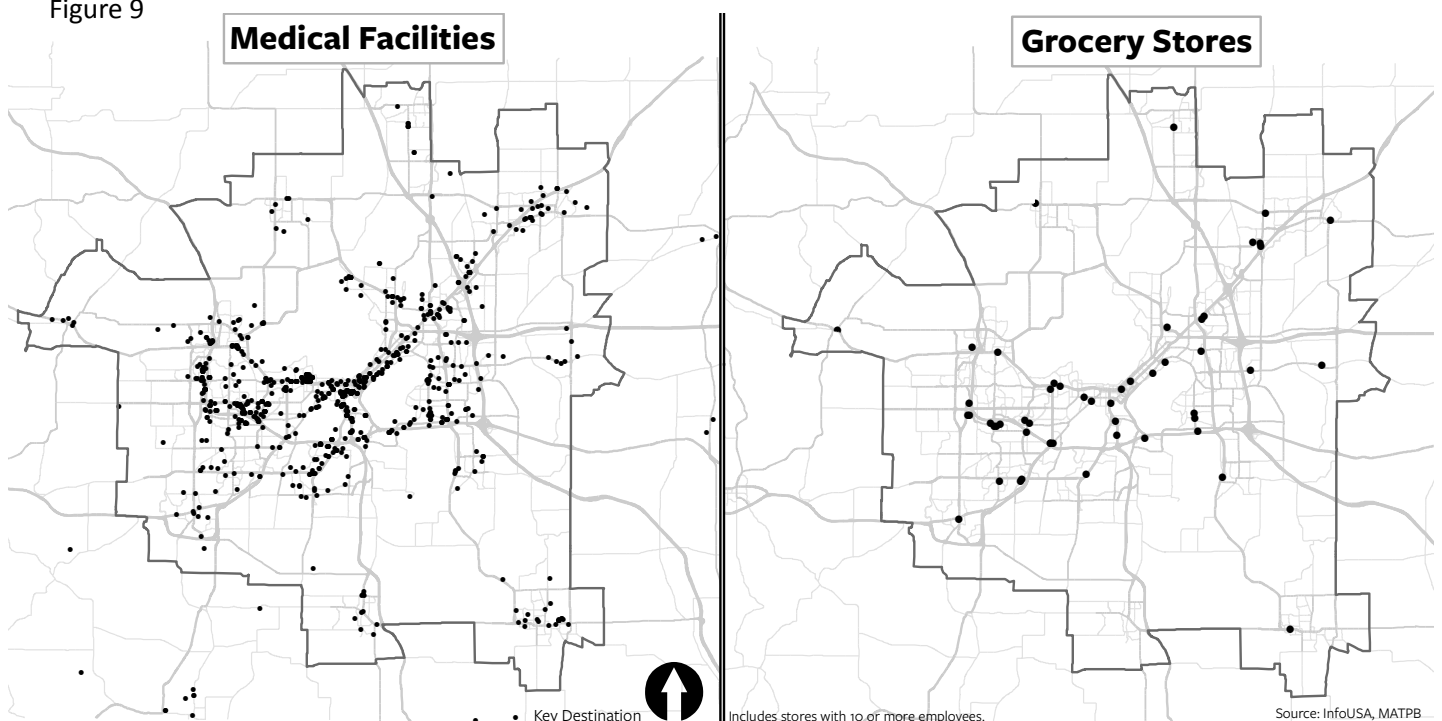 Figure 9
Medical Facilities
Grocery Stores
Key Destination
Includes stores with 10 or more employees.
Source: InfoUSA, MATPB